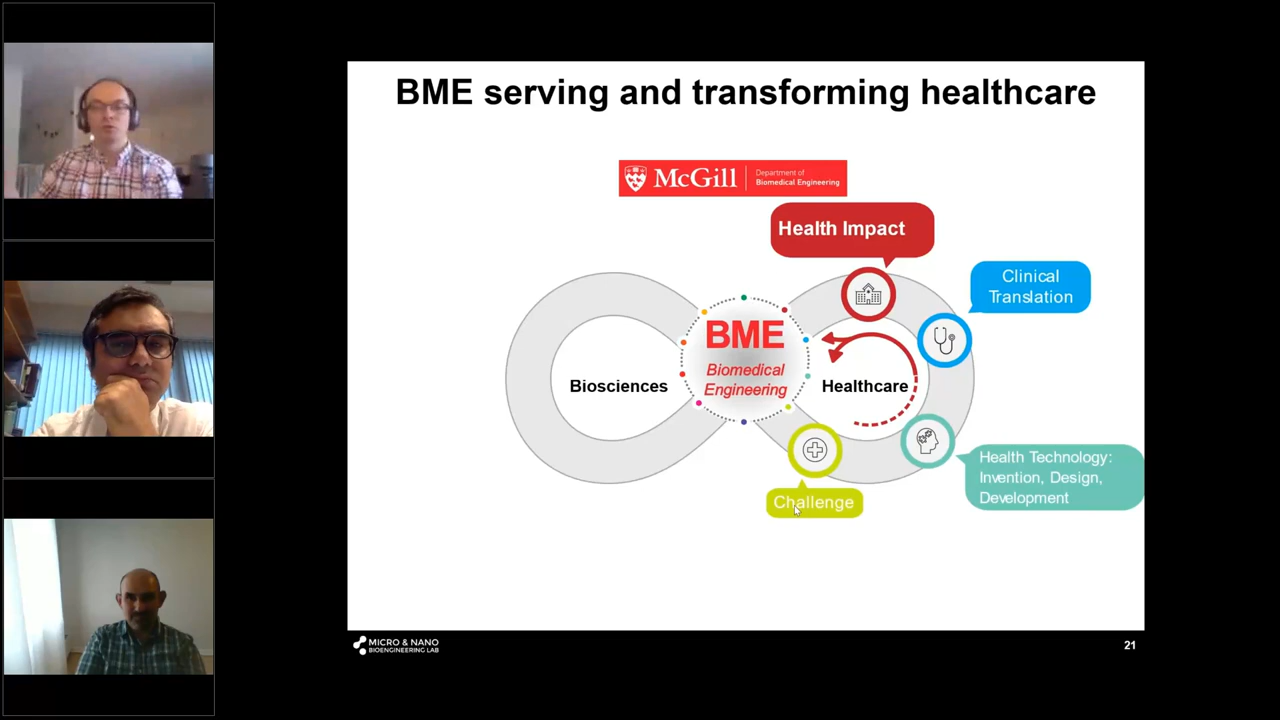 BME serving and transforming healthcare
McGill
Department of
Biomedical Engineering
Health Impact
Clinical
Translation
BME
Biomedical
Engineering
Biosciences
Healthcare
Health Technology:
Invention, Design,
Development
Challenge
MICRO & NANO
BIOENGINEERING LAB
21